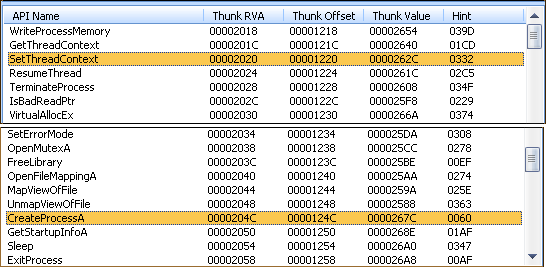 API Name Thunk RVA Thunk Offset Thunk Value Hint
WriteProcessMemory 00002018 00001218 00002654 039D
GetThreadContext 0000201C 0000121C 00002640 01CD
SetThreadContext 00002020 00001220 0000262C 0332
ResumeThread 00002024 00001224 0000261C 02C5
TerminateProcess 00002028 00001228 00002608 034F
IsBadReadPtr 0000202C 0000122C 000025F8 0229
VirtualAllocEx 00002030 00001230 0000266A 0374
SetErrorMode 00002034 00001234 000025DA 0308
OpenMutexA 00002038 00001238 000025CC 0278
FreeLibrary 0000203C 0000123C 000025BE 00EF
OpenFileMappingA 00002040 00001240 000025AA 0274
MapViewOfFile 00002044 00001244 0000259A 025E
UnmapViewOfFile 00002048 00001248 00002588 0363
CreateProcessA 0000204C 0000124C 0000267C 0060
GetStartupInfoA 00002050 00001250 0000268E 01AF
Sleep 00002054 00001254 000026A0 0347
ExitProcess 00002058 00001258 000026A8 00AF